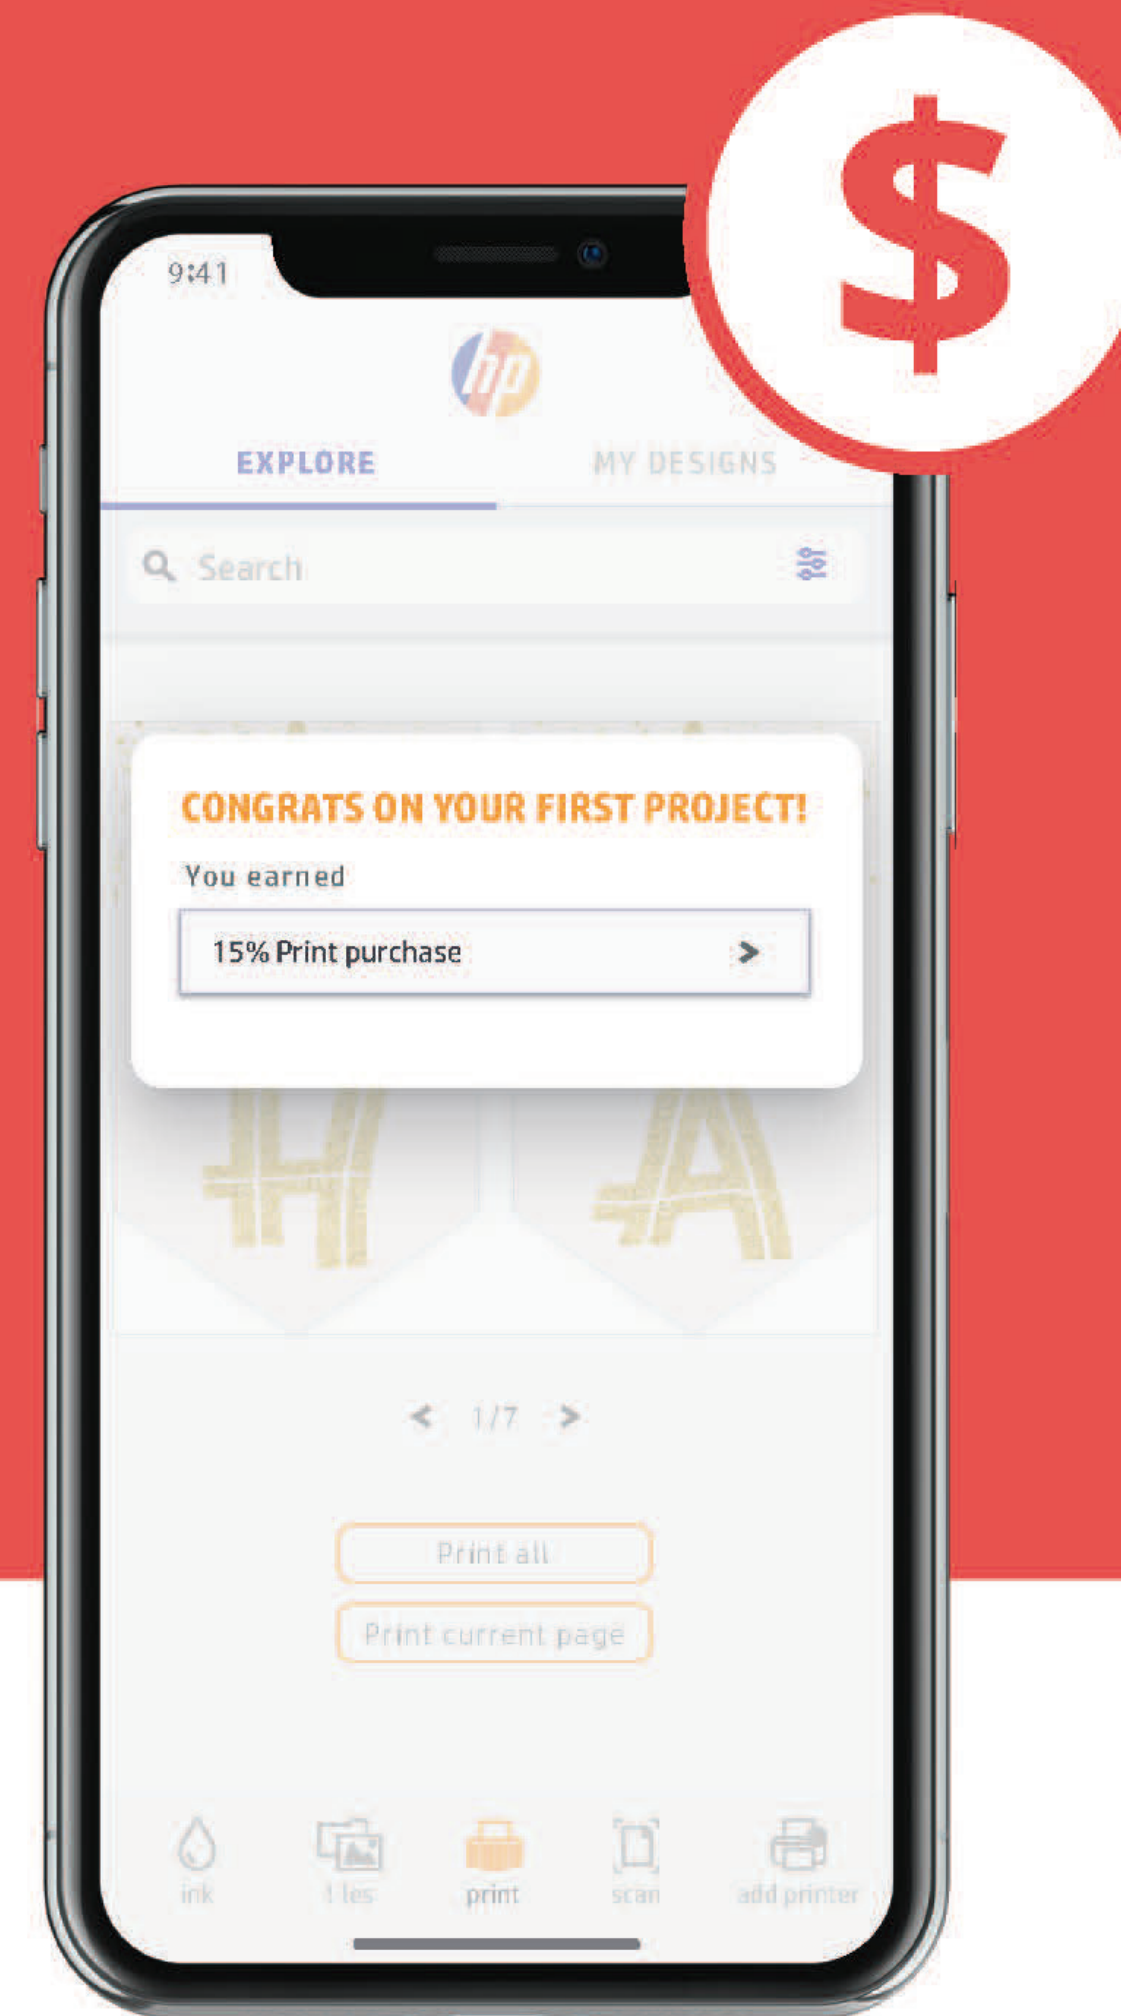 $
9:41
hp
EXPLORE MY DESIGNS
Search
CONGRATS ON YOUR FIRST PROJECT!
You earned
15% Print purchase >
H A
< 1/7 >
Print all
Print current page
ink les print scan add printer